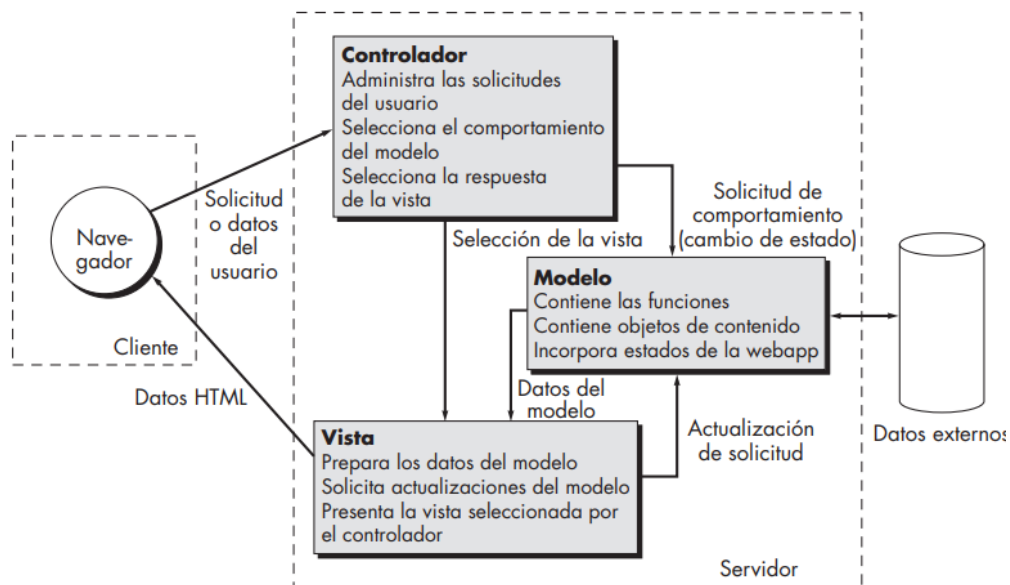 Controlador
Administra las solicitudes
del usuario
Selecciona el comportamiento
del modelo
Selecciona la respuesta
de la vista
Nave-
gador
Cliente
Solicitud
o datos
del
usuario
Selección de la vista
Solicitud de
comportamiento
(cambio de estado)
Modelo
Contiene las funciones
Contiene objetos de contenido
Incorpora estados de la webapp
Datos HTML
Datos del
modelo
Vista
Prepara los datos del modelo
Solicita actualizaciones del modelo
Presenta la vista seleccionada por
el controlador
Actualización
de solicitud
Datos externos
Servidor